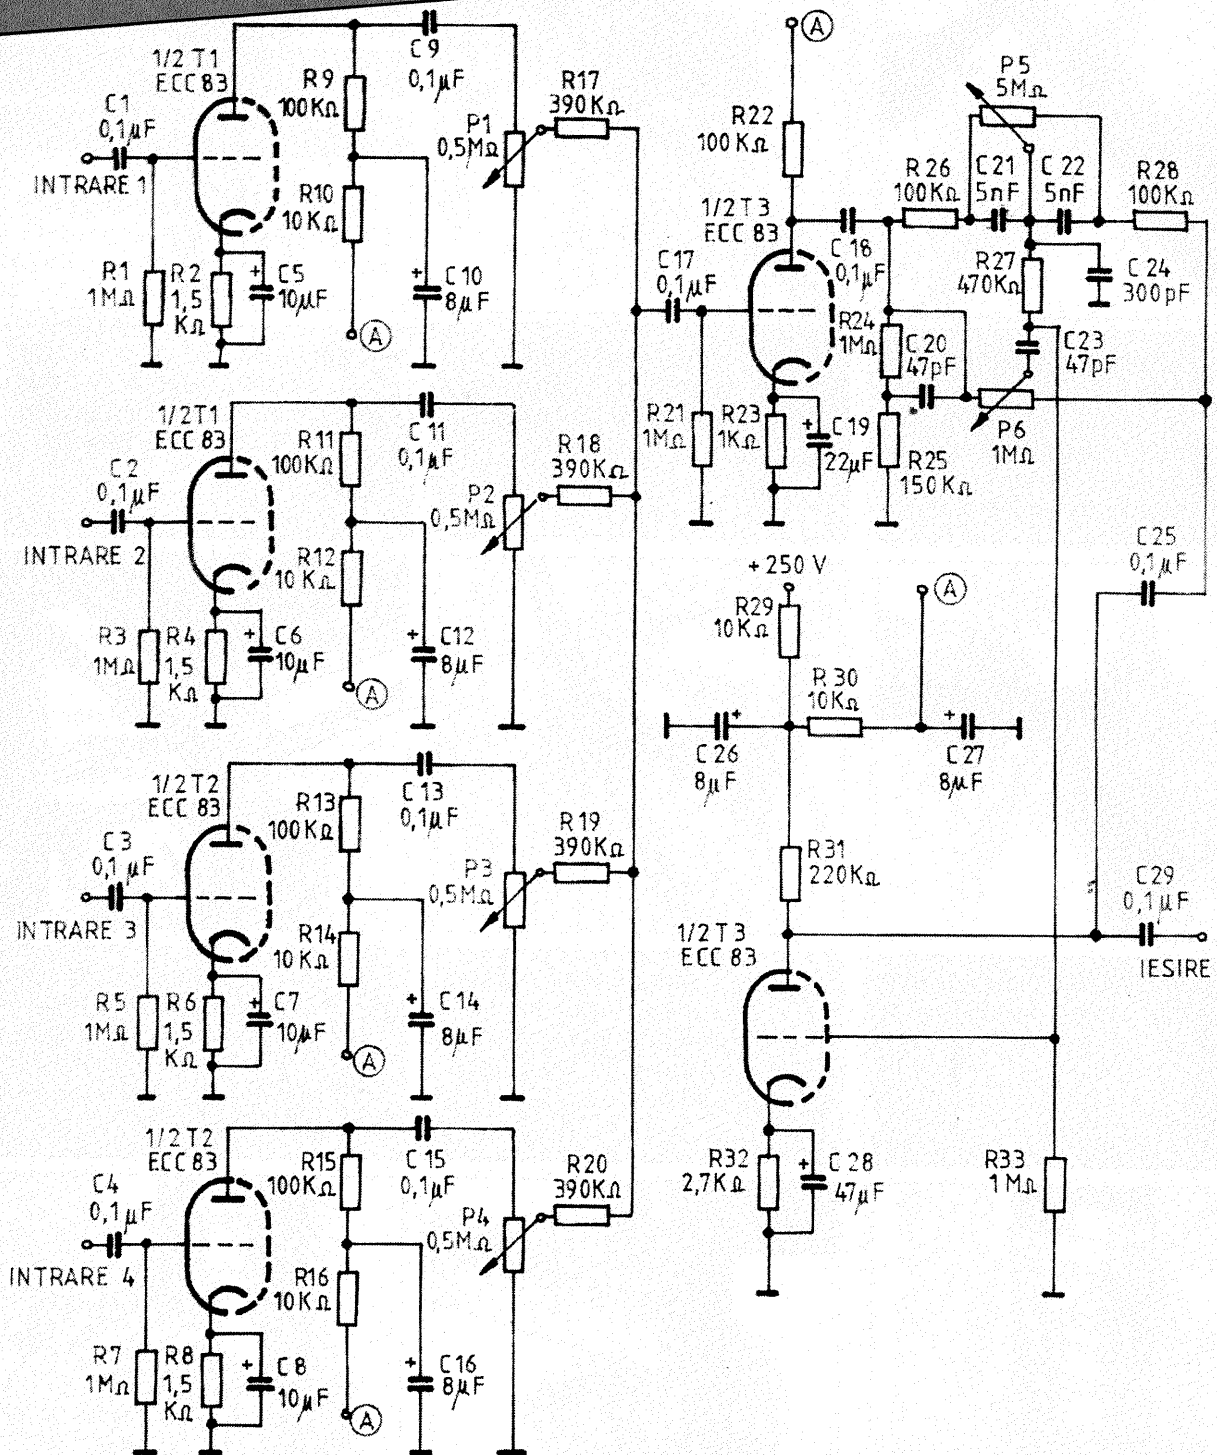 1/2 T1
ECC 83
C1
0,1µF
INTRARE 1
R1
1MΩ
R2
1,5
KΩ
C5
10µF
R9
100KΩ
R10
10KΩ
A
C9
0,1µF
C10
8µF
P1
0,5MΩ
R17
390KΩ
1/2 T1
ECC 83
C2
0,1µF
INTRARE 2
R3
1MΩ
R4
1,5
KΩ
C6
10µF
R11
100KΩ
R12
10KΩ
A
C11
0,1µF
C12
8µF
P2
0,5MΩ
R18
390KΩ
1/2 T2
ECC 83
C3
0,1µF
INTRARE 3
R5
1MΩ
R6
1,5
KΩ
C7
10µF
R13
100KΩ
R14
10KΩ
A
C13
0,1µF
C14
8µF
P3
0,5MΩ
R19
390KΩ
1/2 T2
ECC 83
C4
0,1µF
INTRARE 4
R7
1MΩ
R8
1,5
KΩ
C8
10µF
R15
100KΩ
R16
10KΩ
A
C15
0,1µF
C16
8µF
P4
0,5MΩ
R20
390KΩ
A
R22
100KΩ
1/2 T3
ECC 83
C17
0,1µF
R21
1MΩ
R23
1KΩ
C19
22µF
C18
0,1µF
R24
1MΩ
C20
47pF
R25
150KΩ
R26
100KΩ
C21
5nF
C22
5nF
P5
5MΩ
R28
100KΩ
R27
470KΩ
C24
300pF
C23
47pF
P6
1MΩ
C25
0,1µF
+250 V
R29
10KΩ
A
R30
10KΩ
C26
8µF
C27
8µF
R31
220KΩ
1/2 T3
ECC 83
C29
0,1µF
IESIRE
R32
2,7KΩ
C28
47µF
R33
1MΩ